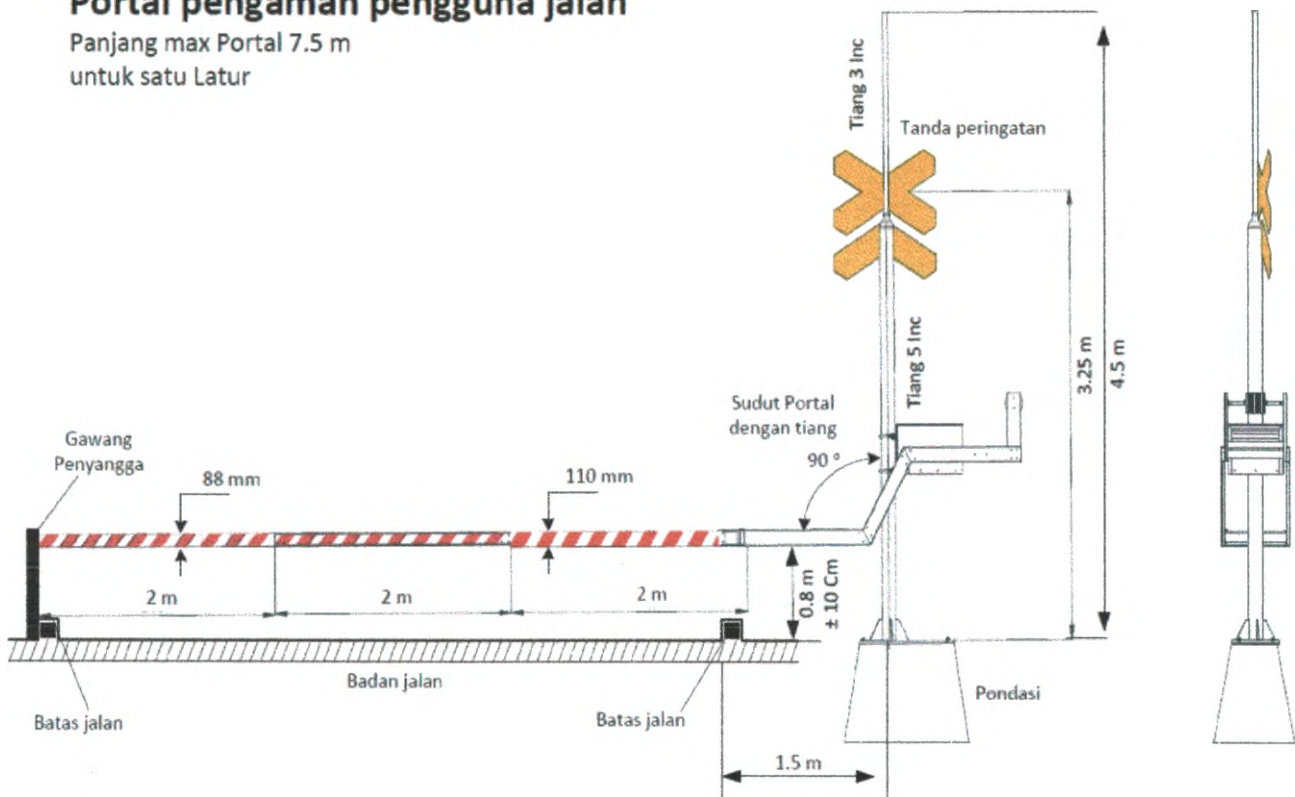 Portal pengaman pengguna jalan
Panjang max Portal 7.5 m
untuk satu Latur
Tiang 3 Inc
Tanda peringatan
Tiang 5 Inc
3.25 m
4.5 m
Sudut Portal
dengan tiang
90 °
Gawang
Penyangga
88 mm
110 mm
2 m
2 m
2 m
0.8 m
± 10 Cm
Badan jalan
Batas jalan
Batas jalan
Pondasi
1.5 m